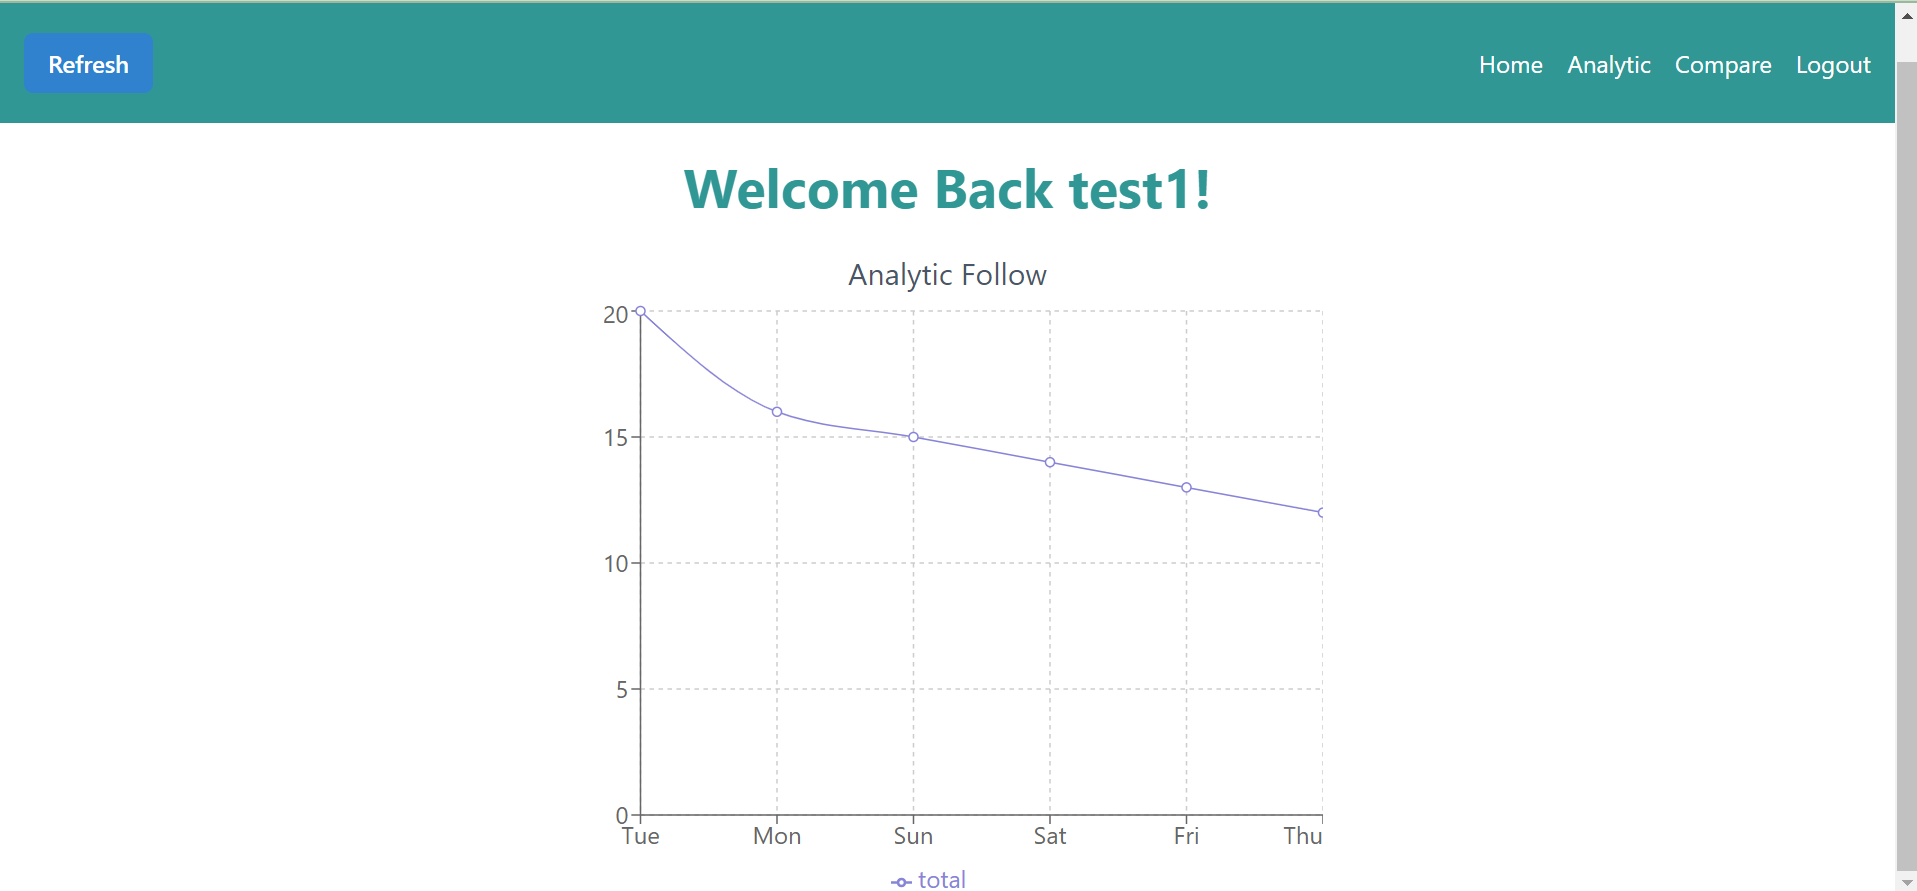 Refresh
Home Analytic Compare Logout
Welcome Back test1!
Analytic Follow
20
15
10
5
0
Tue Mon Sun Sat Fri Thu
total